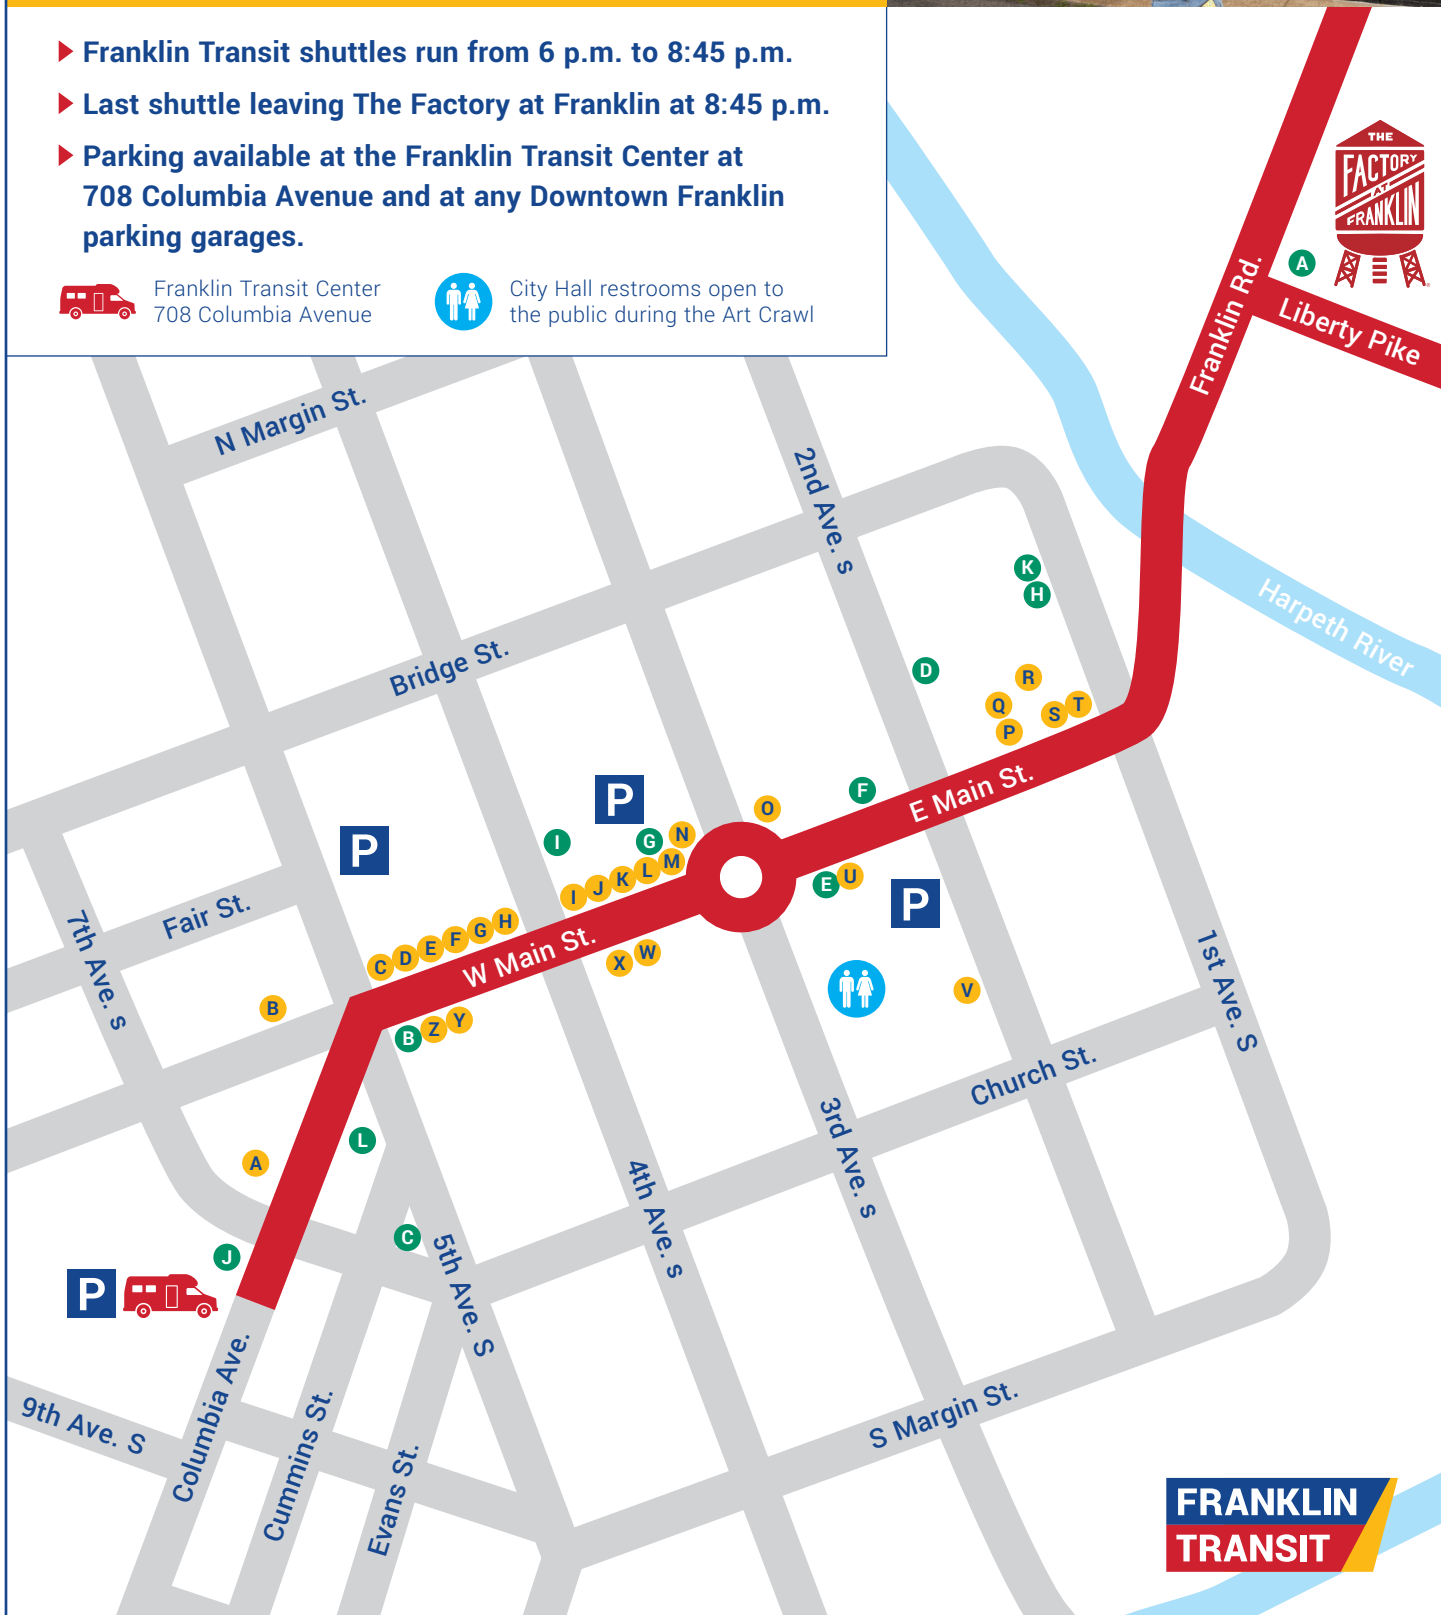 Franklin Transit shuttles run from 6 p.m. to 8:45 p.m.
Last shuttle leaving The Factory at Franklin at 8:45 p.m.
Parking available at the Franklin Transit Center at
708 Columbia Avenue and at any Downtown Franklin
parking garages.
Franklin Transit Center
708 Columbia Avenue
City Hall restrooms open to
the public during the Art Crawl
THE
FACTORY
AT
FRANKLIN
A
Franklin Rd.
Liberty Pike
N Margin St.
2nd Ave. s
K
H
Harpeth River
Bridge St.
D
R
Q
S
T
P
P
F
E Main St.
O
P
I
G
N
I
J
K
L
M
E
U
P
Fair St.
7th Ave. s
C
D
E
F
G
H
W Main St.
X
W
V
1st Ave. S
B
B
Z
Y
Church St.
3rd Ave. s
L
A
4th Ave. s
C
J
5th Ave. S
P
Columbia Ave.
9th Ave. S
Cummins St.
Evans St.
S Margin St.
FRANKLIN
TRANSIT